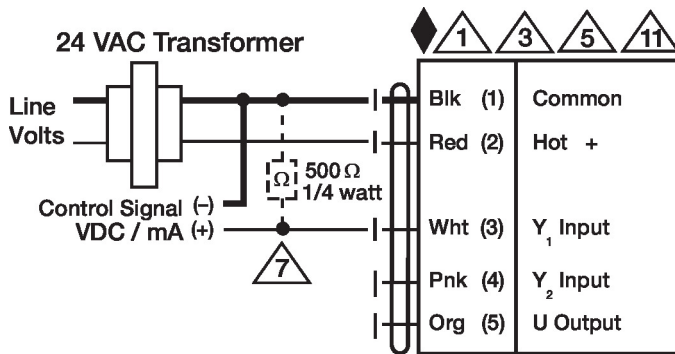 1 3 5 11
24 VAC Transformer
Line
Volts
Blk (1) Common
Red (2) Hot +
Ω 500 Ω
1/4 watt
Control Signal (–)
VDC / mA (+)
Wht (3) Y₁ Input
7
Pnk (4) Y₂ Input
Org (5) U Output